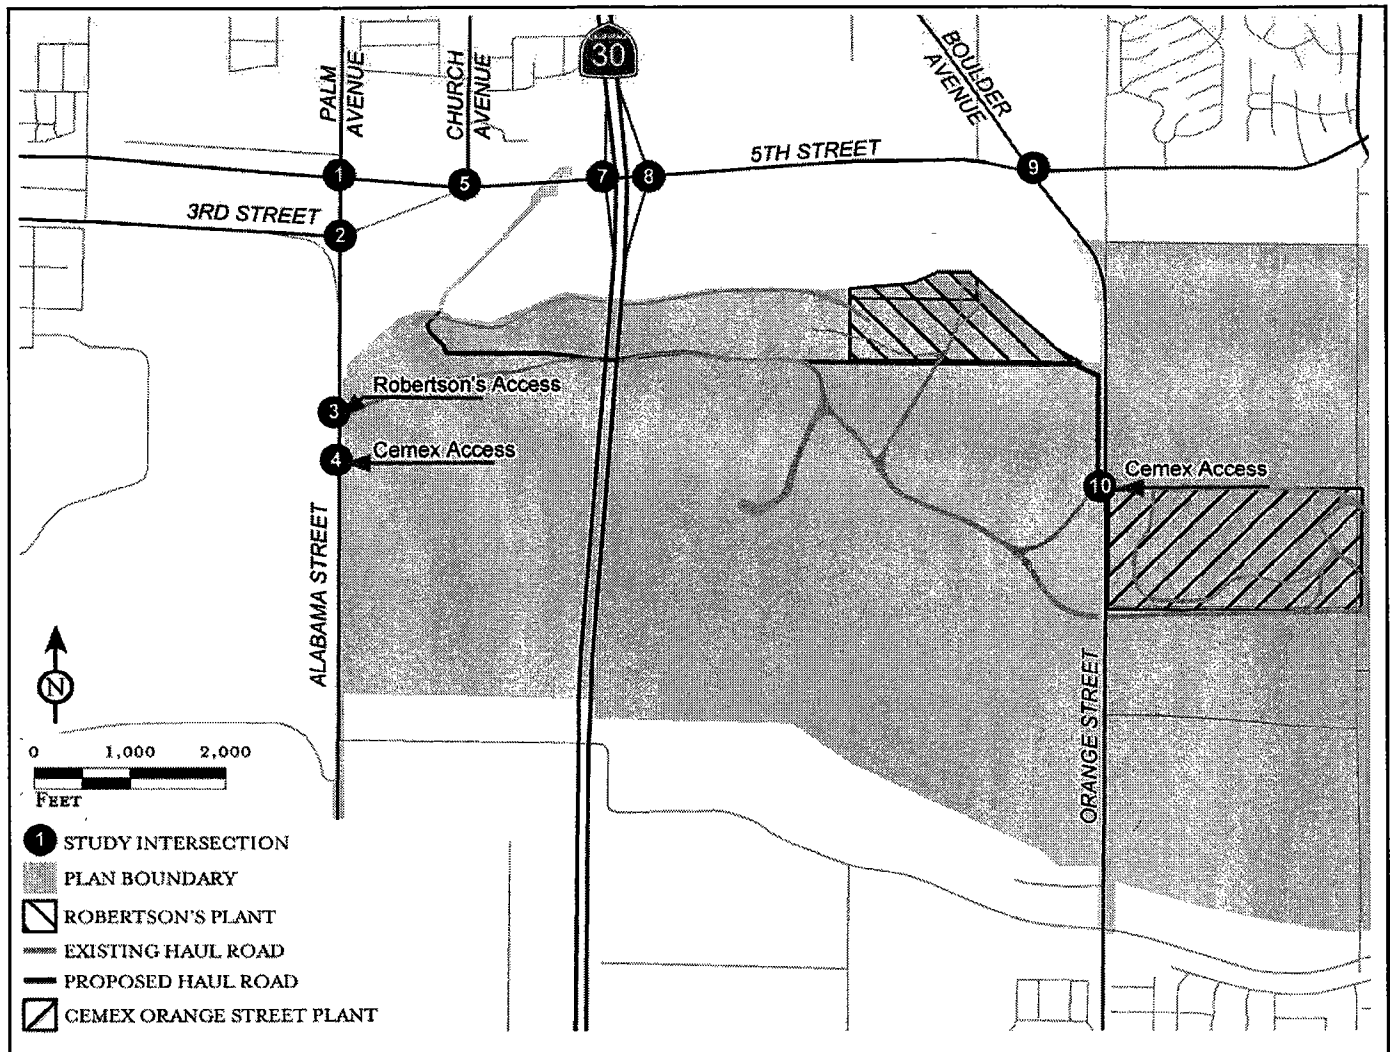 30
PALM
AVENUE
CHURCH
AVENUE
BOULDER
AVENUE
5TH STREET
1
5
7
8
9
3RD STREET
2
Robertson's Access
3
Cemex Access
4
Cemex Access
10
ALABAMA STREET
ORANGE STREET
N
0 1,000 2,000
FEET
1 STUDY INTERSECTION
PLAN BOUNDARY
ROBERTSON'S PLANT
EXISTING HAUL ROAD
PROPOSED HAUL ROAD
CEMEX ORANGE STREET PLANT